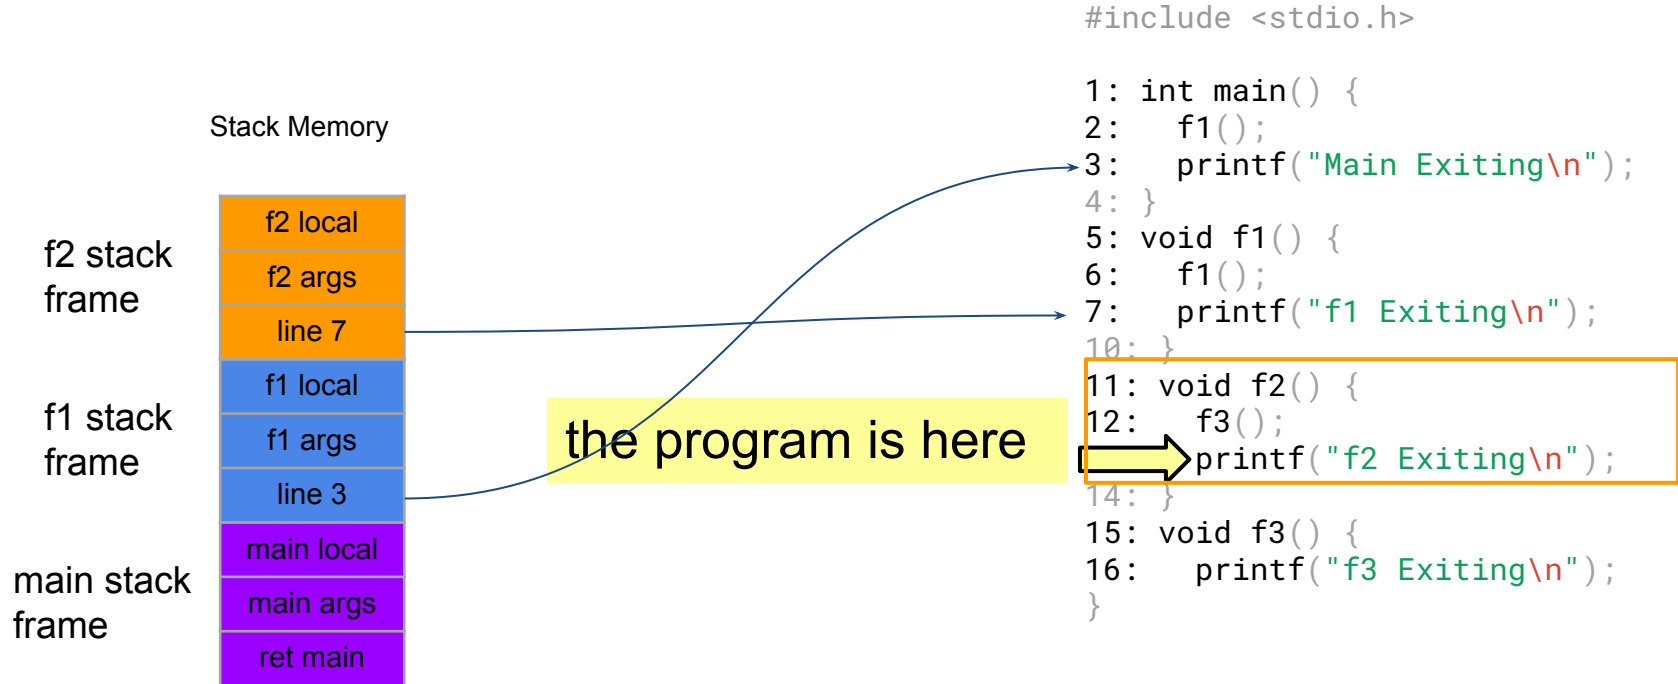 Stack Memory
f2 stack
frame
f2 local
f2 args
line 7
f1 stack
frame
f1 local
f1 args
line 3
main stack
frame
main local
main args
ret main
the program is here
#include <stdio.h>
1: int main() {
2:   f1();
3:   printf("Main Exiting\n");
4: }
5: void f1() {
6:   f1();
7:   printf("f1 Exiting\n");
10: }
11: void f2() {
12:   f3();
printf("f2 Exiting\n");
14: }
15: void f3() {
16:   printf("f3 Exiting\n");
}